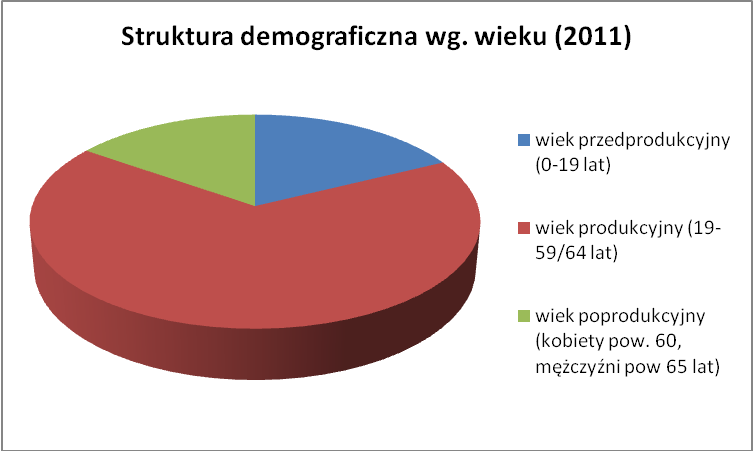 Struktura demograficzna wg. wieku (2011)
wiek przedprodukcyjny
(0-19 lat)
wiek produkcyjny (19-
59/64 lat)
wiek poprodukcyjny
(kobiety pow. 60,
mężczyźni pow 65 lat)